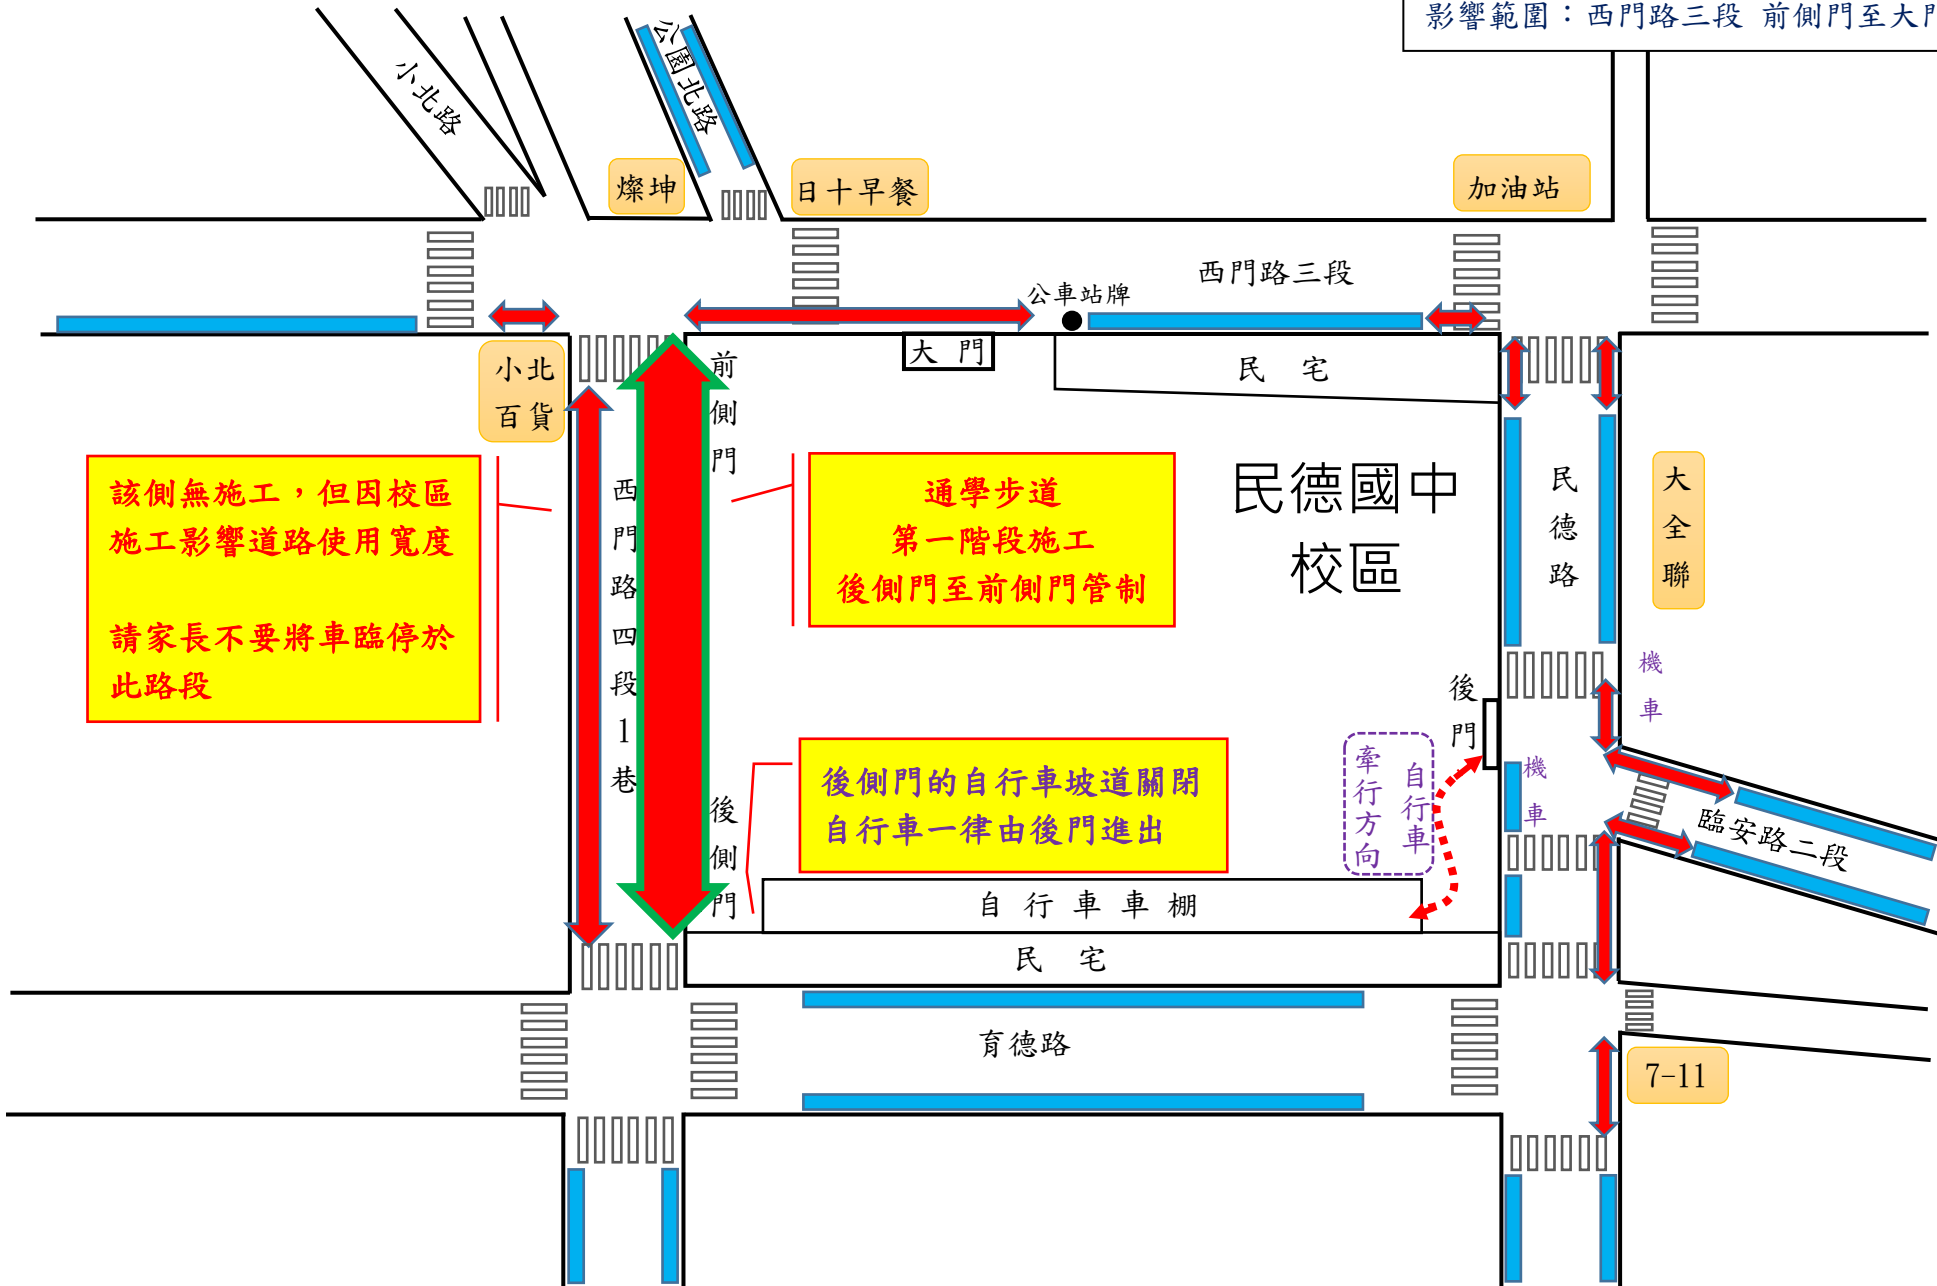 影響範圍：西門路三段 前側門至大門
小北路
公園北路
燦坤
日十早餐
加油站
西門路三段
公車站牌
小北
百貨
前側門
大門
民宅
該側無施工，但因校區
施工影響道路使用寬度
請家長不要將車臨停於
此路段
西門路四段1巷
通學步道
第一階段施工
後側門至前側門管制
民德國中
校區
民德路
大全聯
機車
後門
機車
後側門的自行車坡道關閉
自行車一律由後門進出
自行車
牽行方向
臨安路二段
後側門
自行車車棚
民宅
育德路
7-11